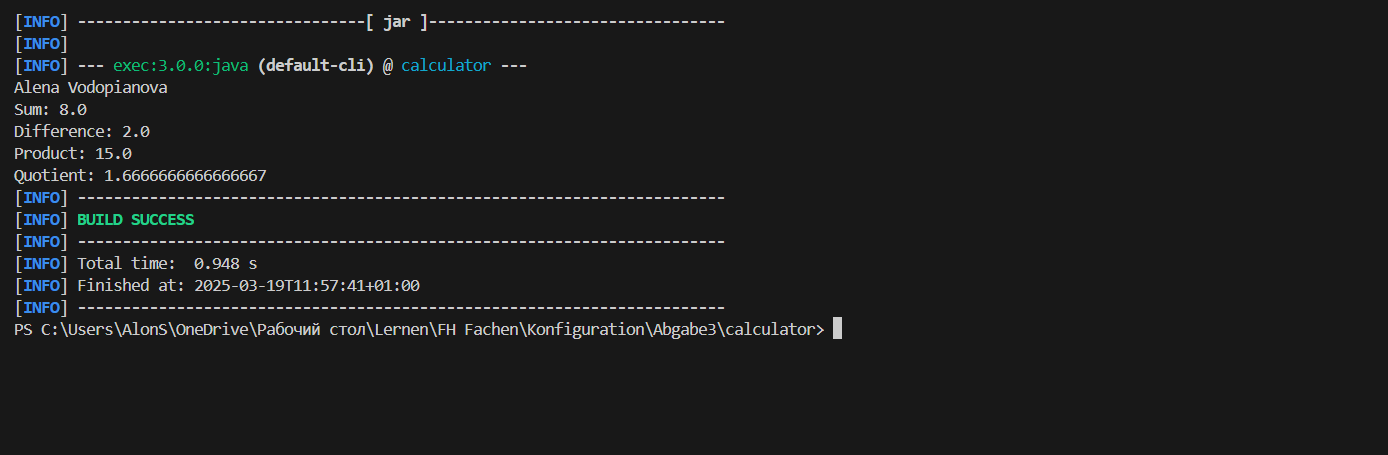 [INFO] --------------------------------[ jar ]---------------------------------
[INFO]
[INFO] --- exec:3.0.0:java (default-cli) @ calculator ---
Alena Vodopianova
Sum: 8.0
Difference: 2.0
Product: 15.0
Quotient: 1.6666666666666667
[INFO] ------------------------------------------------------------------------
[INFO] BUILD SUCCESS
[INFO] ------------------------------------------------------------------------
[INFO] Total time:  0.948 s
[INFO] Finished at: 2025-03-19T11:57:41+01:00
[INFO] ------------------------------------------------------------------------
PS C:\Users\AlonS\OneDrive\Рабочий стол\Lernen\FH Fachen\Konfiguration\Abgabe3\calculator>